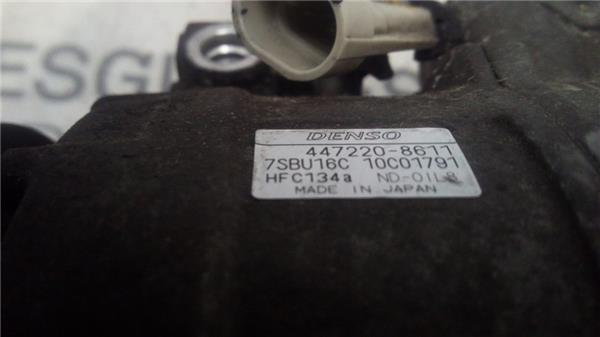 DENSO
447220-8611
7SBU16C 10C01791
HFC134a ND-OIL8
MADE IN JAPAN